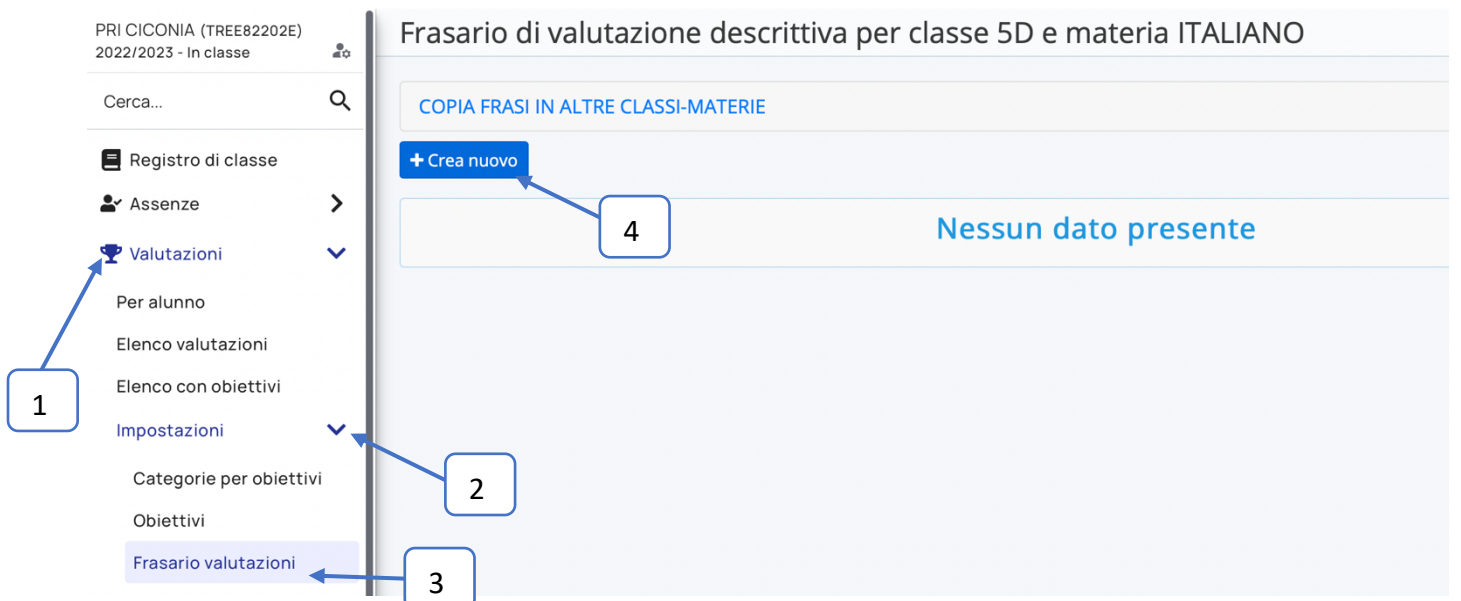 PRI CICONIA (TREE82202E)
2022/2023 - In classe
Cerca...
Registro di classe
Assenze
Valutazioni
Per alunno
Elenco valutazioni
Elenco con obiettivi
Impostazioni
Categorie per obiettivi
Obiettivi
Frasario valutazioni
1
2
3
Frasario di valutazione descrittiva per classe 5D e materia ITALIANO
COPIA FRASI IN ALTRE CLASSI-MATERIE
+ Crea nuovo
4
Nessun dato presente